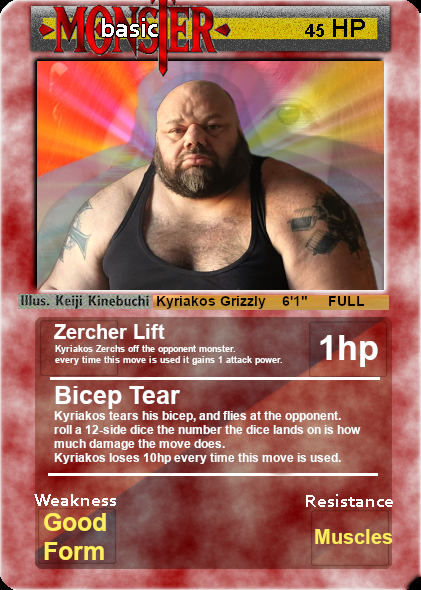 MONSTER
basic
45 HP
Illus. Keiji Kinebuchi Kyriakos Grizzly 6'1" FULL
Zercher Lift
Kyriakos Zerchs off the opponent monster.
every time this move is used it gains 1 attack power.
1hp
Bicep Tear
Kyriakos tears his bicep, and flies at the opponent.
roll a 12-side dice the number the dice lands on is how
much damage the move does.
Kyriakos loses 10hp every time this move is used.
Weakness
Good
Form
Resistance
Muscles